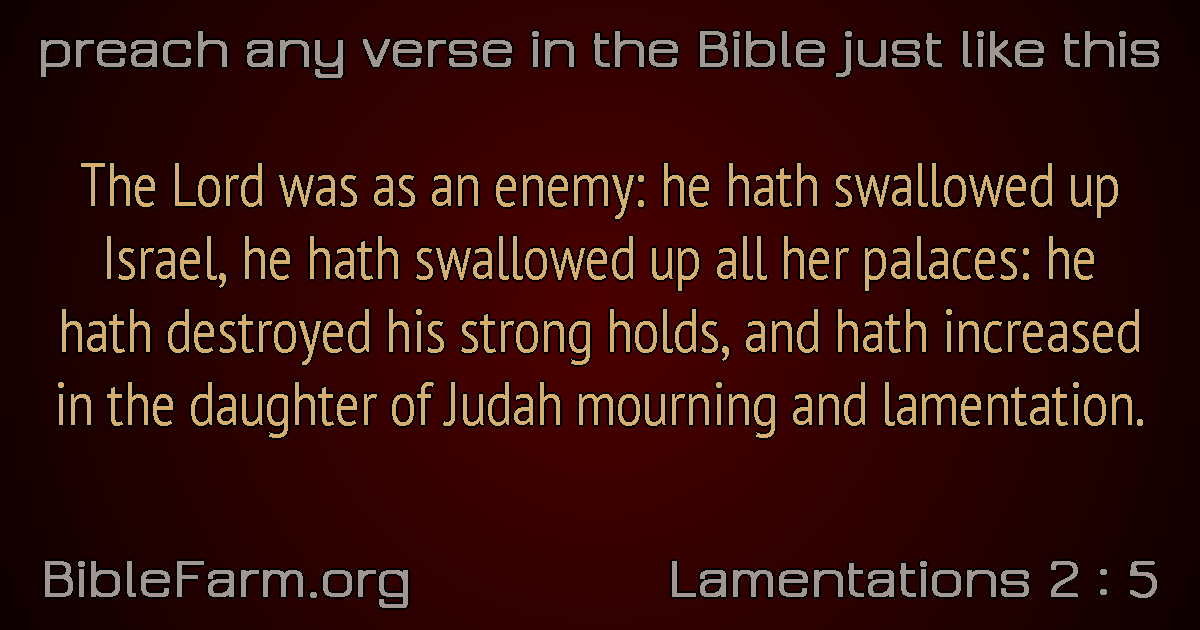 preach any verse in the Bible just like this
The Lord was as an enemy: he hath swallowed up
Israel, he hath swallowed up all her palaces: he
hath destroyed his strong holds, and hath increased
in the daughter of Judah mourning and lamentation.
BibleFarm.org
Lamentations 2 : 5